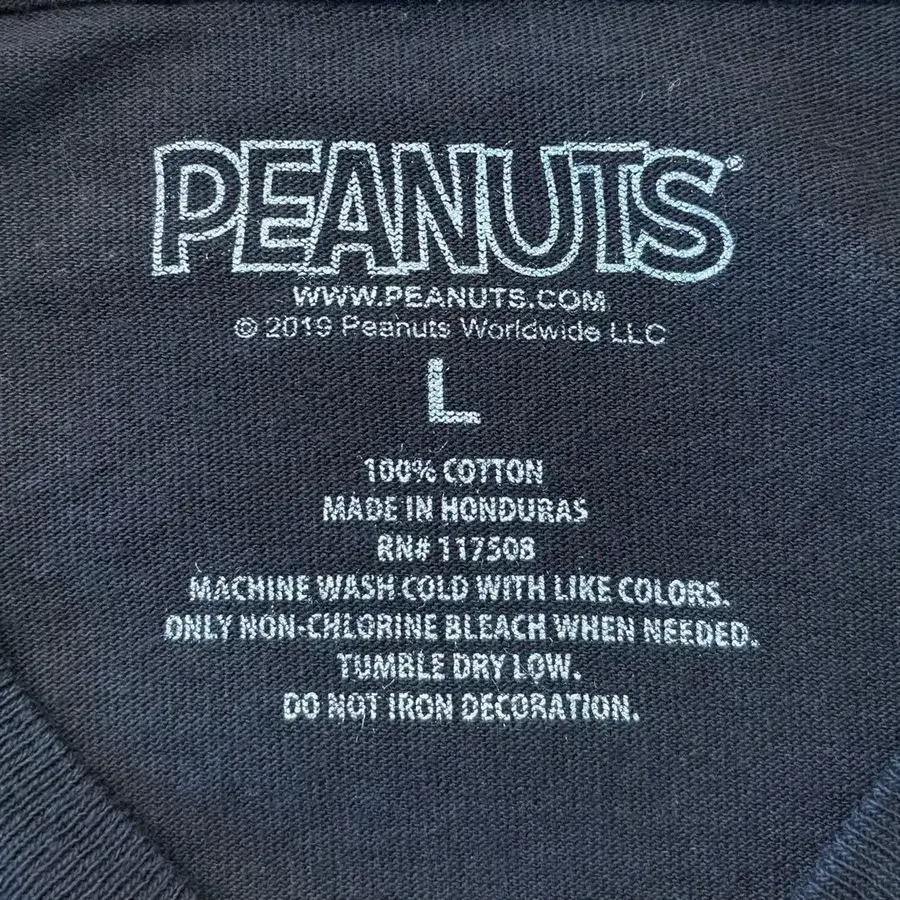 PEANUTS®
WWW.PEANUTS.COM
© 2019 Peanuts Worldwide LLC
L
100% COTTON
MADE IN HONDURAS
RN# 117508
MACHINE WASH COLD WITH LIKE COLORS.
ONLY NON-CHLORINE BLEACH WHEN NEEDED.
TUMBLE DRY LOW.
DO NOT IRON DECORATION.